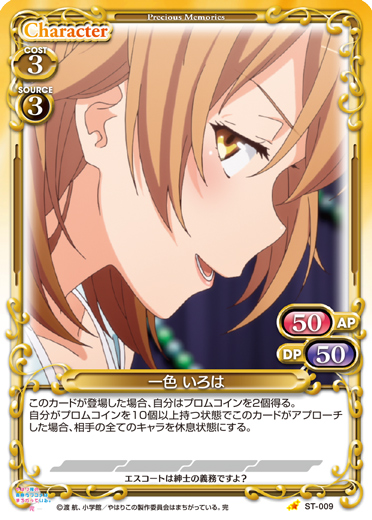 Precious Memories
Character
COST
3
SOURCE
3
50 AP
DP 50
一色 いろは
このカードが登場した場合、自分はプロムコインを2個得る。
自分がプロムコインを10個以上持つ状態でこのカードがアプローチ
した場合、相手の全てのキャラを休息状態にする。
エスコートは紳士の義務ですよ?
©渡 航、小学館/やはりこの製作委員会はまちがっている。完
ST-009